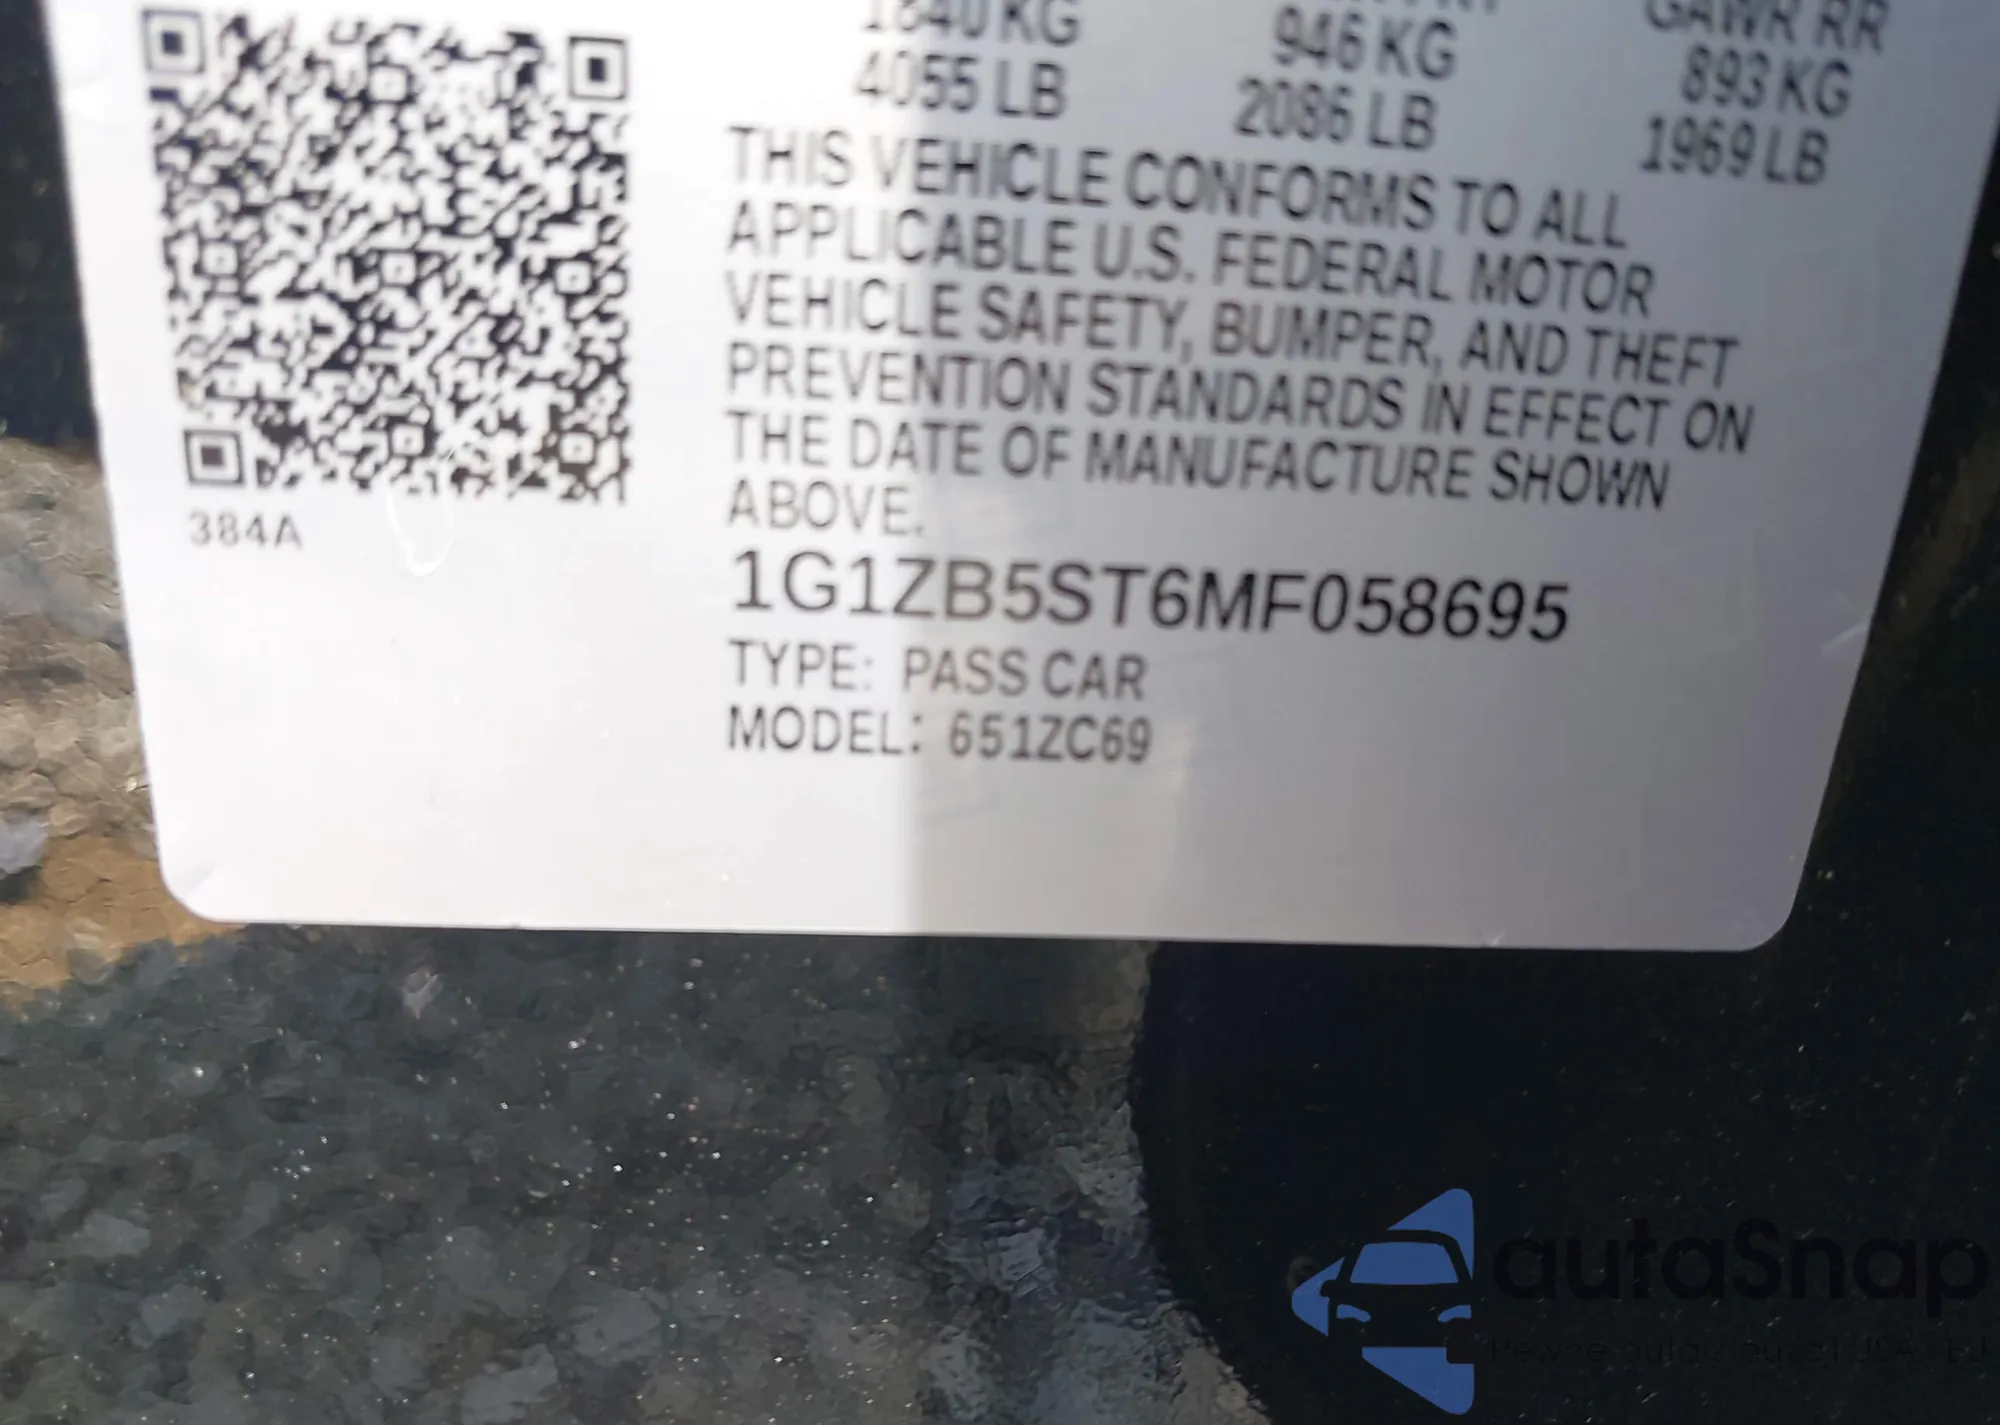 1840 KG 946 KG GAWR RR
4055 LB 2086 LB 893 KG
1969 LB
THIS VEHICLE CONFORMS TO ALL
APPLICABLE U.S. FEDERAL MOTOR
VEHICLE SAFETY, BUMPER, AND THEFT
PREVENTION STANDARDS IN EFFECT ON
THE DATE OF MANUFACTURE SHOWN
ABOVE.
384A
1G1ZB5ST6MF058695
TYPE: PASS CAR
MODEL: 651ZC69
autaSnap